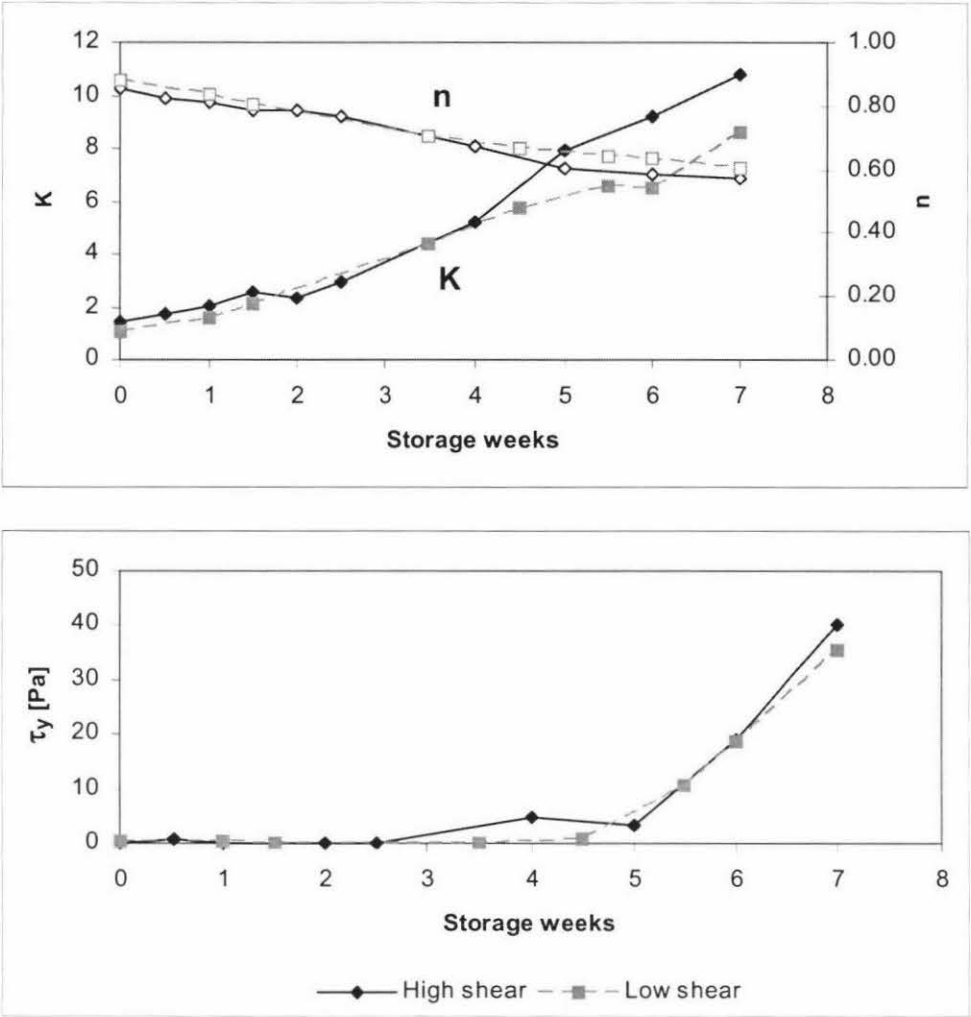 12 1.00
10 n 0.80
8
0.60
K 6 n
0.40
4
K
2 0.20
0 0.00
0 1 2 3 4 5 6 7 8
Storage weeks
50
40
30
τy [Pa]
20
10
0
0 1 2 3 4 5 6 7 8
Storage weeks
High shear Low shear